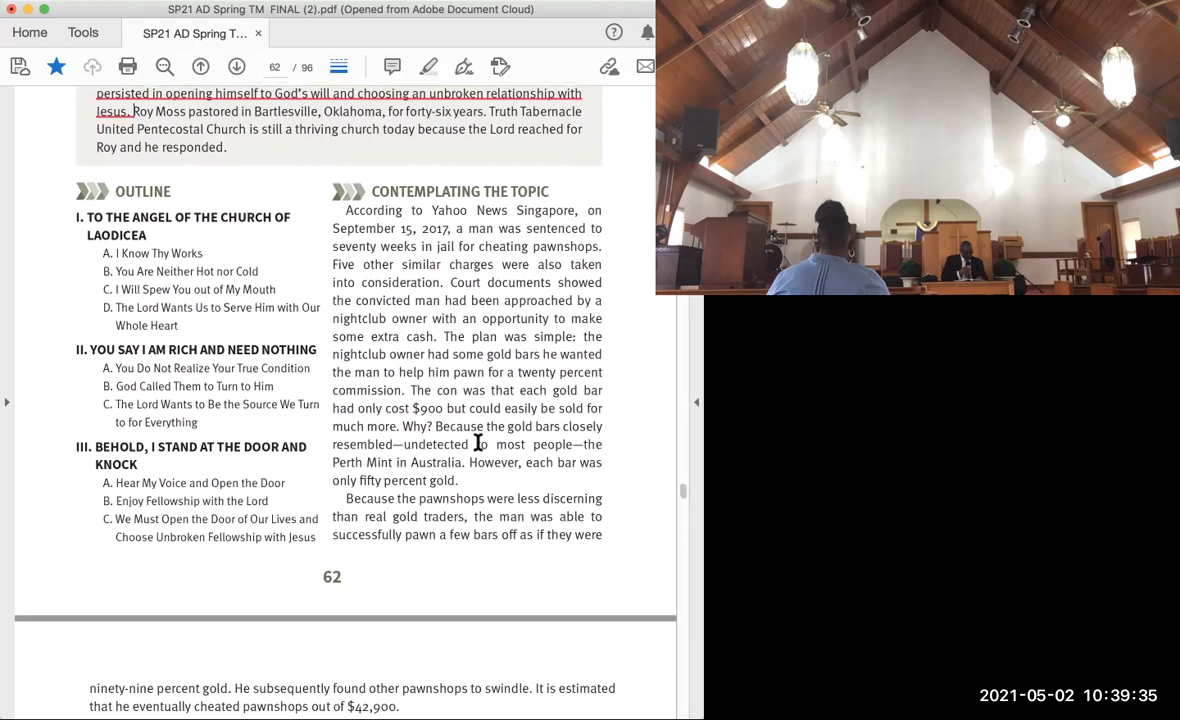 SP21 AD Spring TM FINAL (2).pdf (Opened from Adobe Document Cloud)
Home
Tools
SP21 AD Spring T... ×
62 / 96
persisted in opening himself to God's will and choosing an unbroken relationship with
Jesus. Roy Moss pastored in Bartlesville, Oklahoma, for forty-six years. Truth Tabernacle
United Pentecostal Church is still a thriving church today because the Lord reached for
Roy and he responded.
OUTLINE
I. TO THE ANGEL OF THE CHURCH OF
LAODICEA
A. I Know Thy Works
B. You Are Neither Hot nor Cold
C. I Will Spew You out of My Mouth
D. The Lord Wants Us to Serve Him with Our
Whole Heart
II. YOU SAY I AM RICH AND NEED NOTHING
A. You Do Not Realize Your True Condition
B. God Called Them to Turn to Him
C. The Lord Wants to Be the Source We Turn
to for Everything
III. BEHOLD, I STAND AT THE DOOR AND
KNOCK
A. Hear My Voice and Open the Door
B. Enjoy Fellowship with the Lord
C. We Must Open the Door of Our Lives and
Choose Unbroken Fellowship with Jesus
CONTEMPLATING THE TOPIC
According to Yahoo News Singapore, on
September 15, 2017, a man was sentenced to
seventy weeks in jail for cheating pawnshops.
Five other similar charges were also taken
into consideration. Court documents showed
the convicted man had been approached by a
nightclub owner with an opportunity to make
some extra cash. The plan was simple: the
nightclub owner had some gold bars he wanted
the man to help him pawn for a twenty percent
commission. The con was that each gold bar
had only cost $900 but could easily be sold for
much more. Why? Because the gold bars closely
resembled—undetected to most people—the
Perth Mint in Australia. However, each bar was
only fifty percent gold.
Because the pawnshops were less discerning
than real gold traders, the man was able to
successfully pawn a few bars off as if they were
62
ninety-nine percent gold. He subsequently found other pawnshops to swindle. It is estimated
that he eventually cheated pawnshops out of $42,900.
2021-05-02 10:39:35